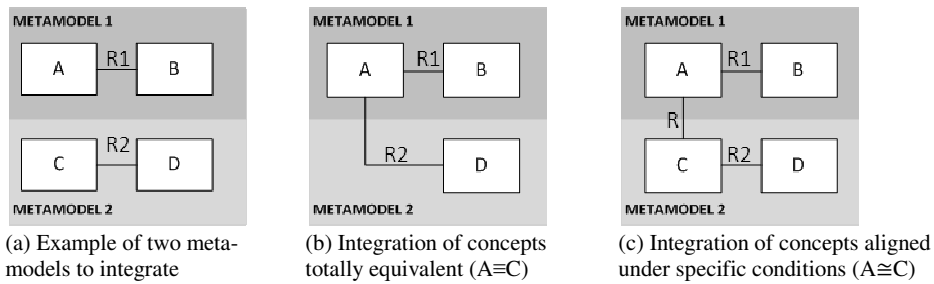 METAMODEL 1
A
R1
B
C
R2
D
METAMODEL 2
(a) Example of two meta-
models to integrate
METAMODEL 1
A
R1
B
R2
D
METAMODEL 2
(b) Integration of concepts
totally equivalent (A≡C)
METAMODEL 1
A
R1
B
R
C
R2
D
METAMODEL 2
(c) Integration of concepts aligned
under specific conditions (A≅C)